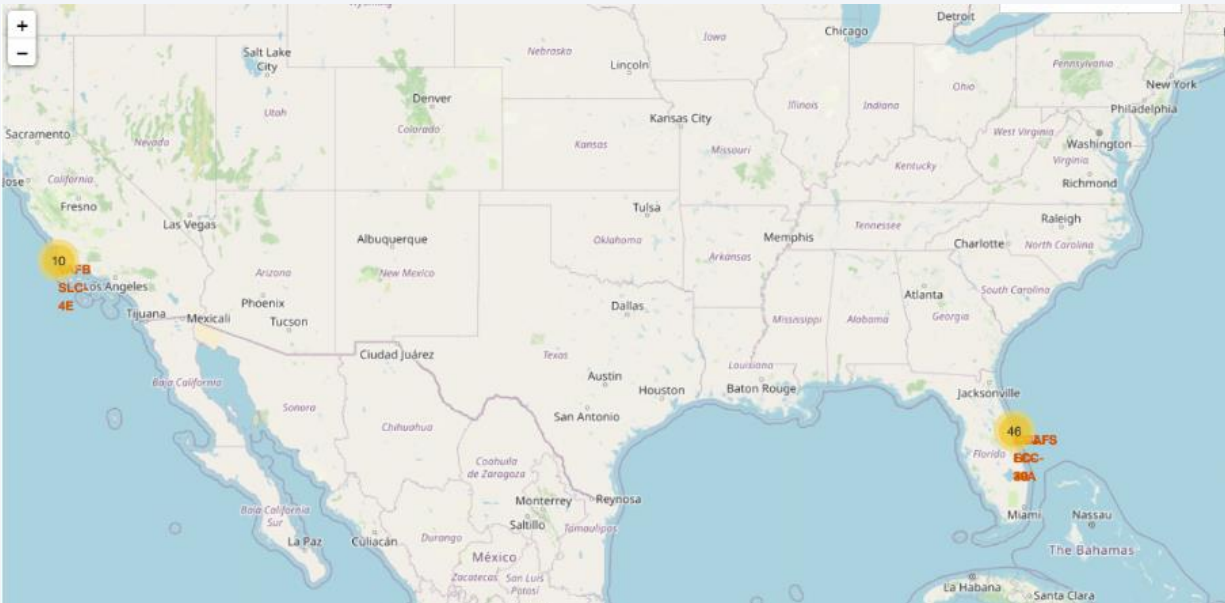 +
−
Wyoming
Iowa
Chicago
Detroit
Salt Lake
City
Nebraska
Lincoln
Pennsylvania
New York
Utah
Denver
Colorado
Illinois
Indiana
Ohio
Philadelphia
Sacramento
Nevada
Kansas City
Kansas
Missouri
West Virginia
Washington
Virginia
Jose
California
Kentucky
Richmond
Fresno
Las Vegas
Tulsa
Raleigh
Albuquerque
Oklahoma
Memphis
Tennessee
Charlotte
North Carolina
10
Arizona
New Mexico
Arkansas
AFB
SLC-
4E
Los Angeles
Phoenix
Tucson
Tijuana
Mexicali
Dallas
Atlanta
South Carolina
Mississippi
Alabama
Georgia
Ciudad Juárez
Texas
Louisiana
Baja California
Austin
Houston
Baton Rouge
Jacksonville
Sonora
Chihuahua
San Antonio
46
AFS
Florida
Coahuila
de Zaragoza
Monterrey
Reynosa
Miami
Nassau
Baja California
Sur
Saltillo
Tamaulipas
La Paz
Culiacán
Durango
México
The Bahamas
Zacatecas
San Luis
Potosí
La Habana
Santa Clara